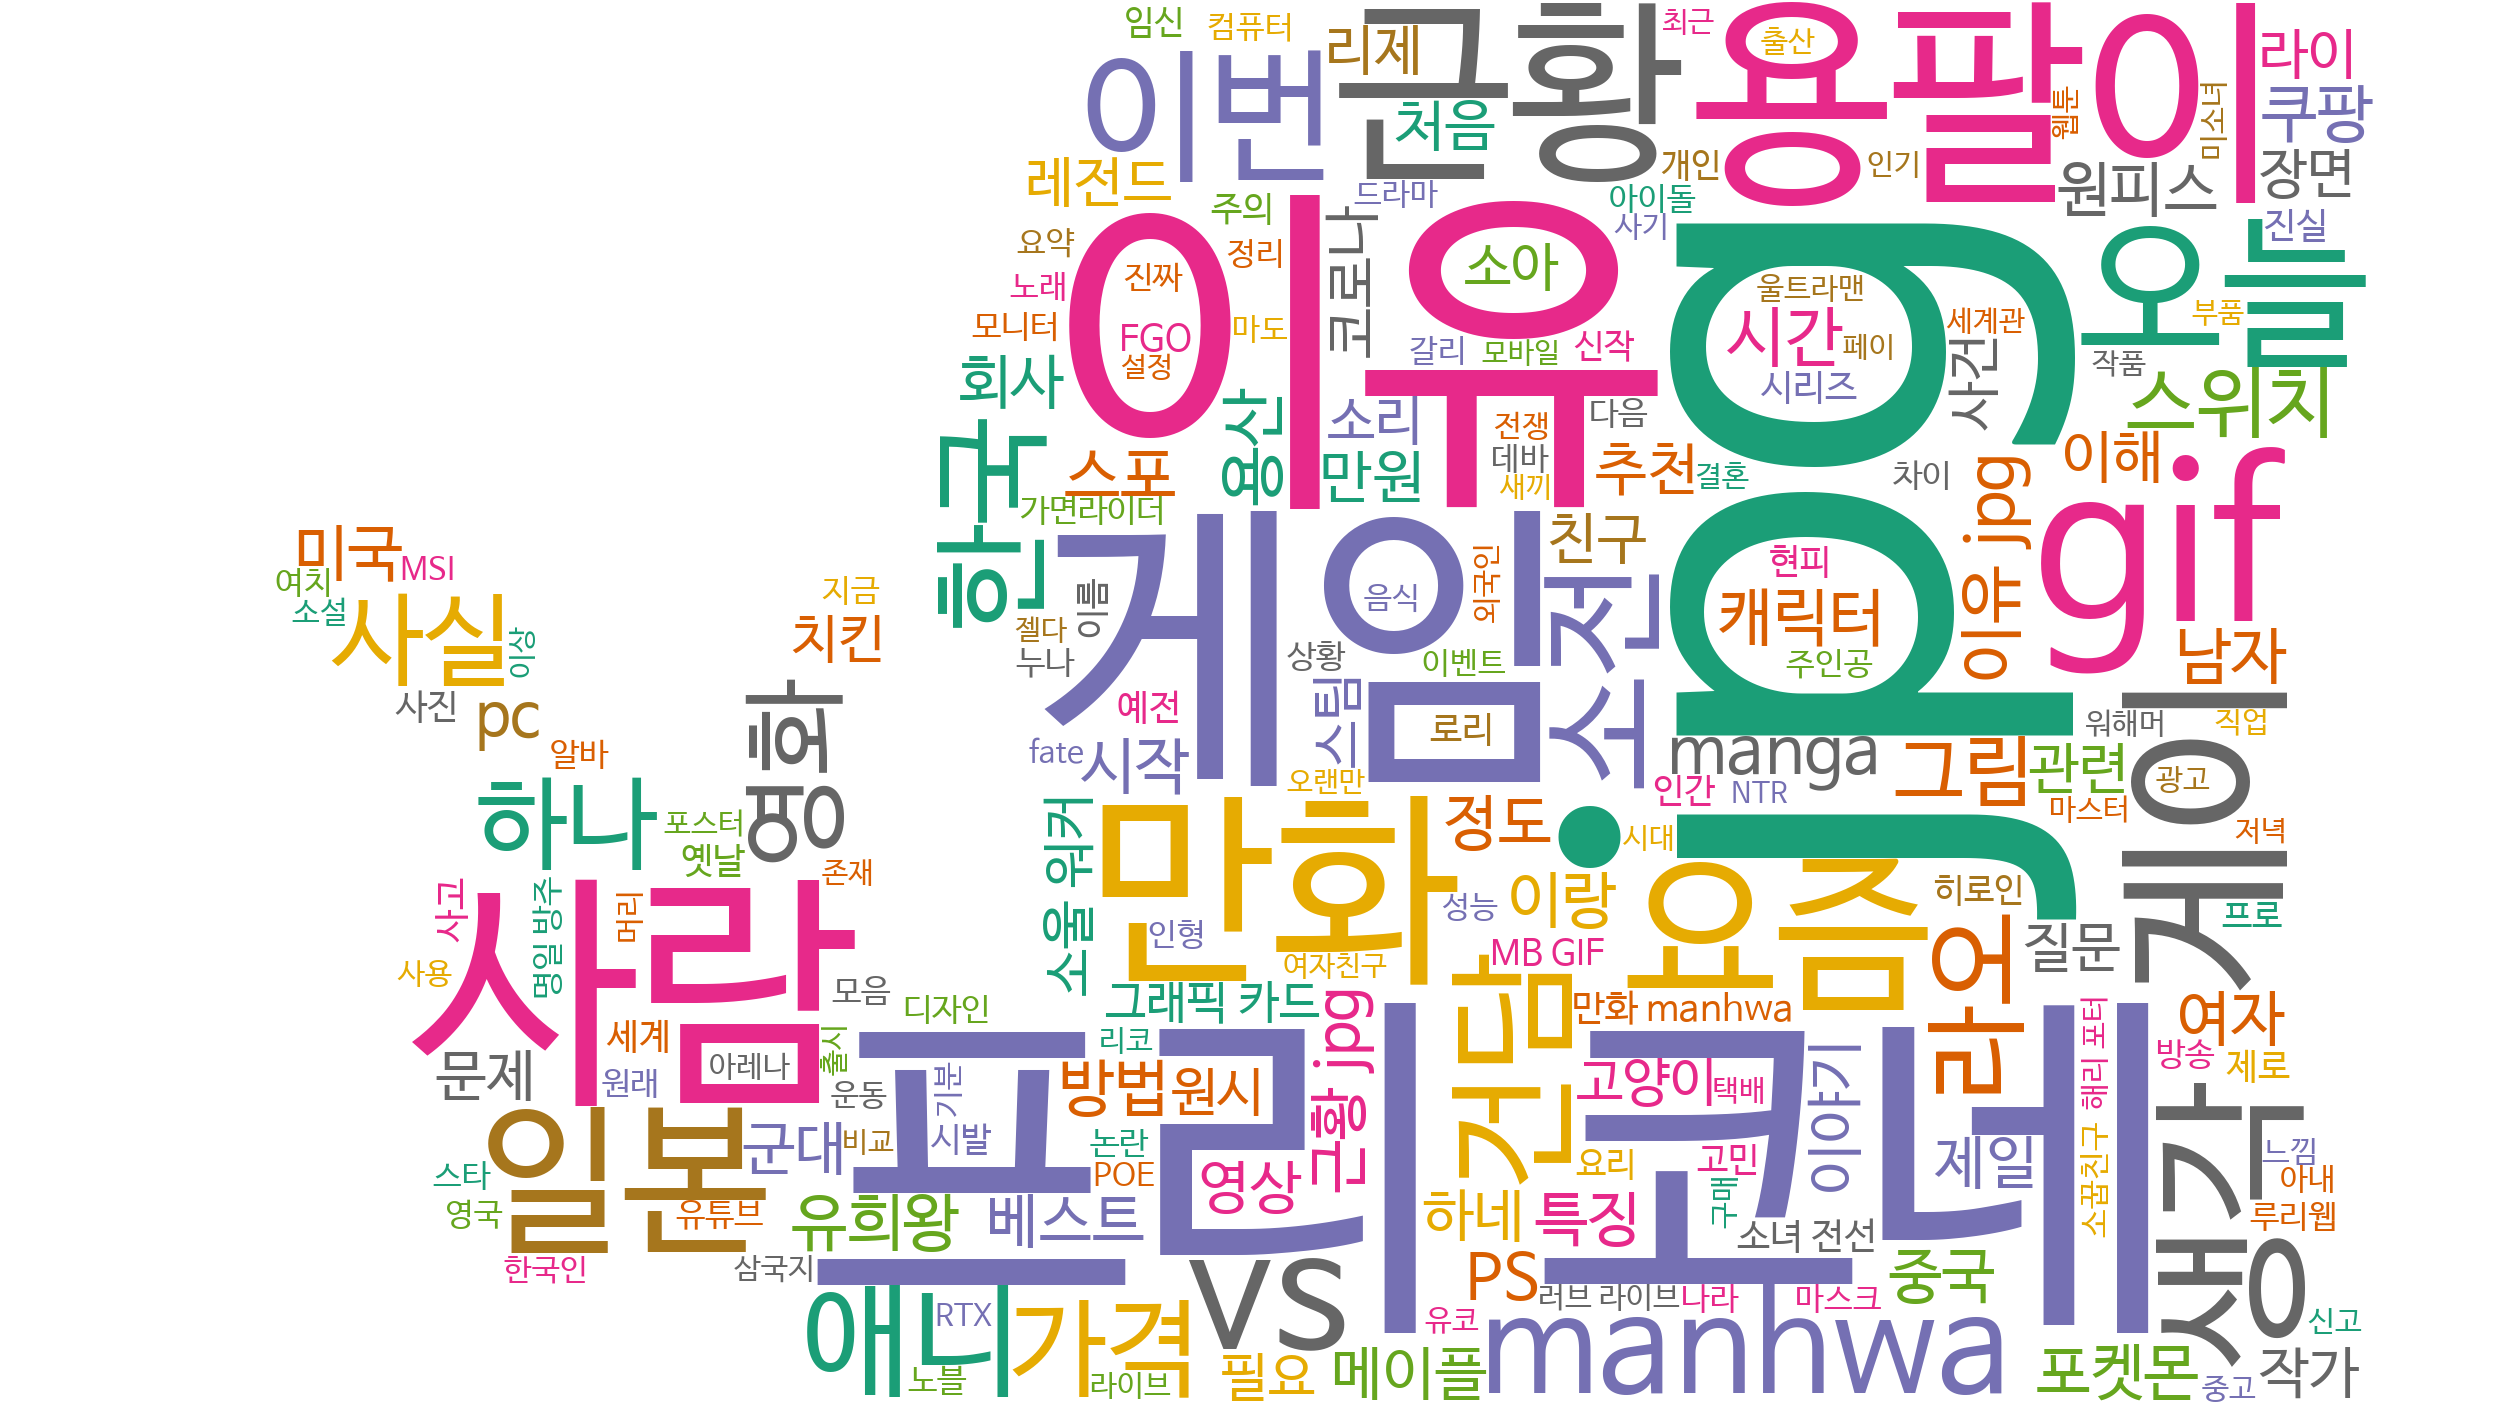 임신
컴퓨터
리제
근황
최근
용팔이
출산
라이
이번
처음
웹툰
미소녀
쿠팡
레전드
개인
인기
원피스
장면
주의
드라마
아이돌
사기
진실
요약
정리
코로나
이유
소아
jpg
오늘
노래
진짜
울트라맨
모니터
FGO
마도
갈리
모바일
신작
시간
페이
세계관
부품
설정
시리즈
사건
작품
회사
용산
소리
전쟁
다음
스위치
한국
스포
만원
데바
새끼
추천
결혼
차이
이해
가면라이더
gif
미국
MSI
여치
소설
사실
이상
지금
치킨
젤다
이름
누나
게임
음식
외국인
친구
소전
현피
캐릭터
주인공
이유 jpg
남자
사진
pc
영화
예전
상황
이벤트
스팀
로리
fate
시작
manga
그림
관련
워해머
직업
알바
오랜만
인간
NTR
광고
마스터
게이
저녁
하나
포스터
옛날
소울 워커
만화
정도
시대
요즘
존재
사고
명일 방주
머리
사람
성능
이랑
히로인
프로
인형
MB GIF
라오
질문
사용
모음
여자친구
건담
디자인
그래픽 카드
근황 jpg
만화 manhwa
여자
세계
출시
리코
고양이
택배
이야기
해리 포터
방송
제로
문제
아레나
원래
운동
기분
방법
원시
생각
일본
군대
비교
시발
논란
요리
고민
제일
소꿉친구
느낌
스타
POE
영상
구매
아내
영국
유튜브
유희왕
베스트
하네
특징
소녀 전선
루리웹
한국인
삼국지
브리
vs
PS
러브 라이브
나라
마스크
중국
코네
애니
RTX
가격
유코
manhwa
신고
노블
라이브
필요
메이플
포켓몬
중고
작가